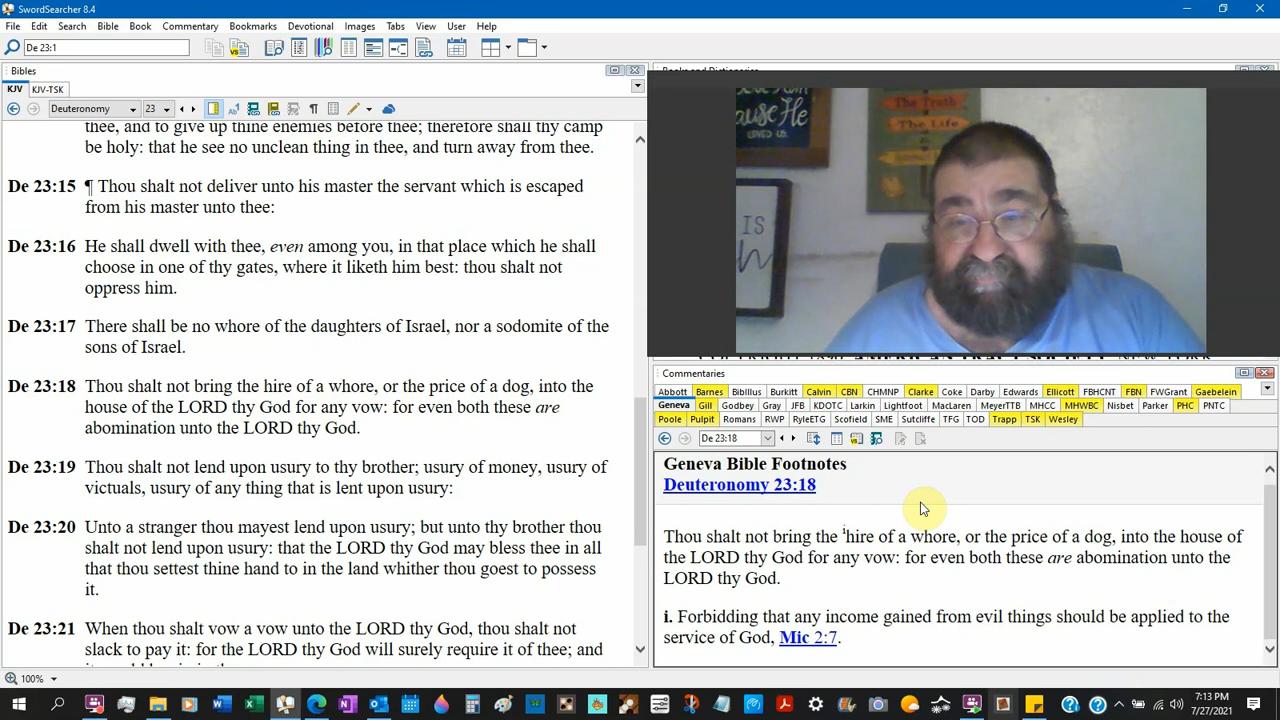 SwordSearcher 8.4
File Edit Search Bible Book Commentary Bookmarks Devotional Images Tabs View User Help
De 23:1
Bibles
KJV KJV-TSK
Deuteronomy 23
thee, and to give up thine enemies before thee; therefore shall thy camp
be holy: that he see no unclean thing in thee, and turn away from thee.
De 23:15 ¶ Thou shalt not deliver unto his master the servant which is escaped
from his master unto thee:
De 23:16 He shall dwell with thee, even among you, in that place which he shall
choose in one of thy gates, where it liketh him best: thou shalt not
oppress him.
De 23:17 There shall be no whore of the daughters of Israel, nor a sodomite of the
sons of Israel.
De 23:18 Thou shalt not bring the hire of a whore, or the price of a dog, into the
house of the LORD thy God for any vow: for even both these are
abomination unto the LORD thy God.
De 23:19 Thou shalt not lend upon usury to thy brother; usury of money, usury of
victuals, usury of any thing that is lent upon usury:
De 23:20 Unto a stranger thou mayest lend upon usury; but unto thy brother thou
shalt not lend upon usury: that the LORD thy God may bless thee in all
that thou settest thine hand to in the land whither thou goest to possess
it.
De 23:21 When thou shalt vow a vow unto the LORD thy God, thou shalt not
slack to pay it: for the LORD thy God will surely require it of thee; and
100%
ause He
LOVED US.
The Truth
The Life
IS
Commentaries
Abbott Barnes BibIllus Burkitt Calvin CBN CHMNP Clarke Coke Darby Edwards Ellicott FBHCNT FBN FWGrant Gaebelein
Geneva Gill Godbey Gray JFB KDOTC Larkin Lightfoot MacLaren MeyerTTB MHCC MHWBC Nisbet Parker PHC PNTC
Poole Pulpit Romans RWP RyleETG Scofield SME Sutcliffe TFG TOD Trapp TSK Wesley
De 23:18
Geneva Bible Footnotes
Deuteronomy 23:18
Thou shalt not bring the ihire of a whore, or the price of a dog, into the house of
the LORD thy God for any vow: for even both these are abomination unto the
LORD thy God.
i. Forbidding that any income gained from evil things should be applied to the
service of God, Mic 2:7.
7:13 PM
7/27/2021